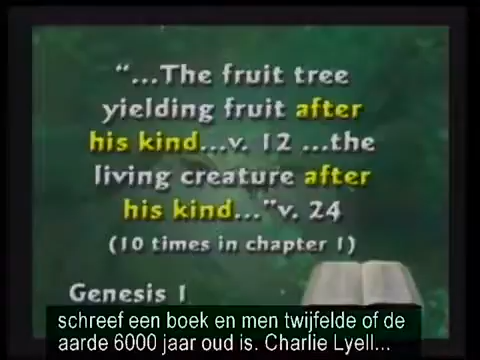 “...The fruit tree
yielding fruit after
his kind...v. 12 ...the
living creature after
his kind...”v. 24
(10 times in chapter 1)
Genesis 1
schreef een boek en men twijfelde of de
aarde 6000 jaar oud is. Charlie Lyell...